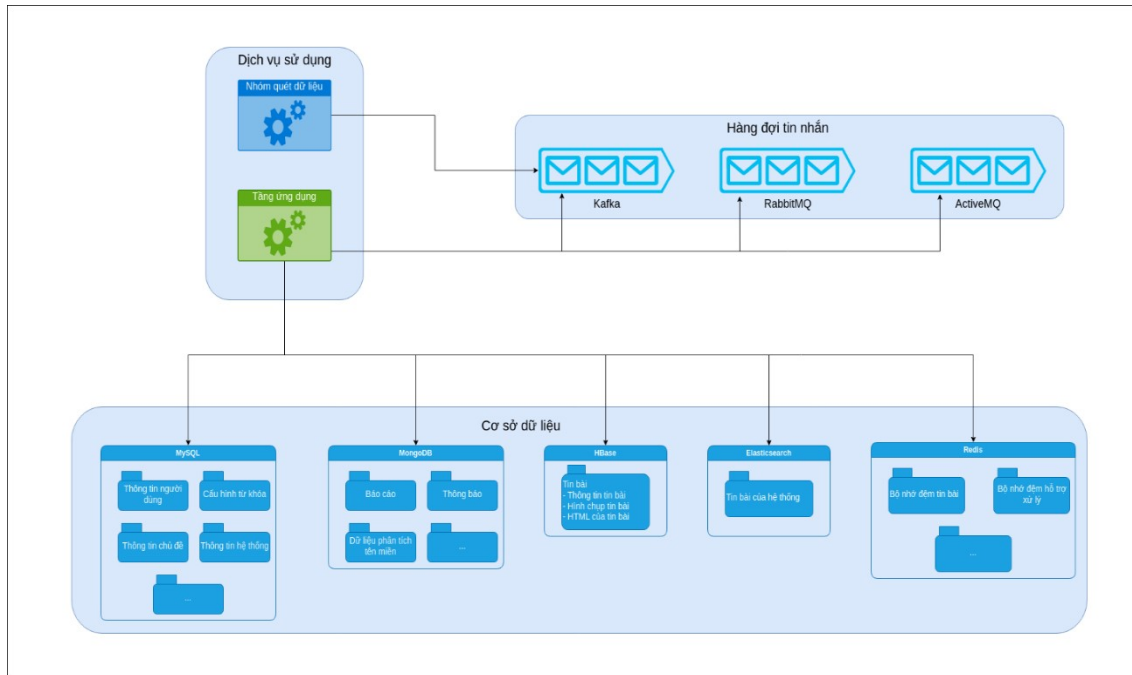 Dịch vụ sử dụng
Nhóm quét dữ liệu
Tầng ứng dụng
Hàng đợi tin nhắn
Kafka
RabbitMQ
ActiveMQ
Cơ sở dữ liệu
MySQL
Thông tin người
dùng
Cấu hình từ khóa
Thông tin chủ đề
Thông tin hệ thống
...
MongoDB
Báo cáo
Thông báo
Dữ liệu phân tích
tên miền
...
HBase
Tin bài
- Thông tin tin bài
- Hình chụp tin bài
- HTML của tin bài
Elasticsearch
Tin bài của hệ thống
Redis
Bộ nhớ đệm tin bài
Bộ nhớ đệm hỗ trợ
xử lý
...